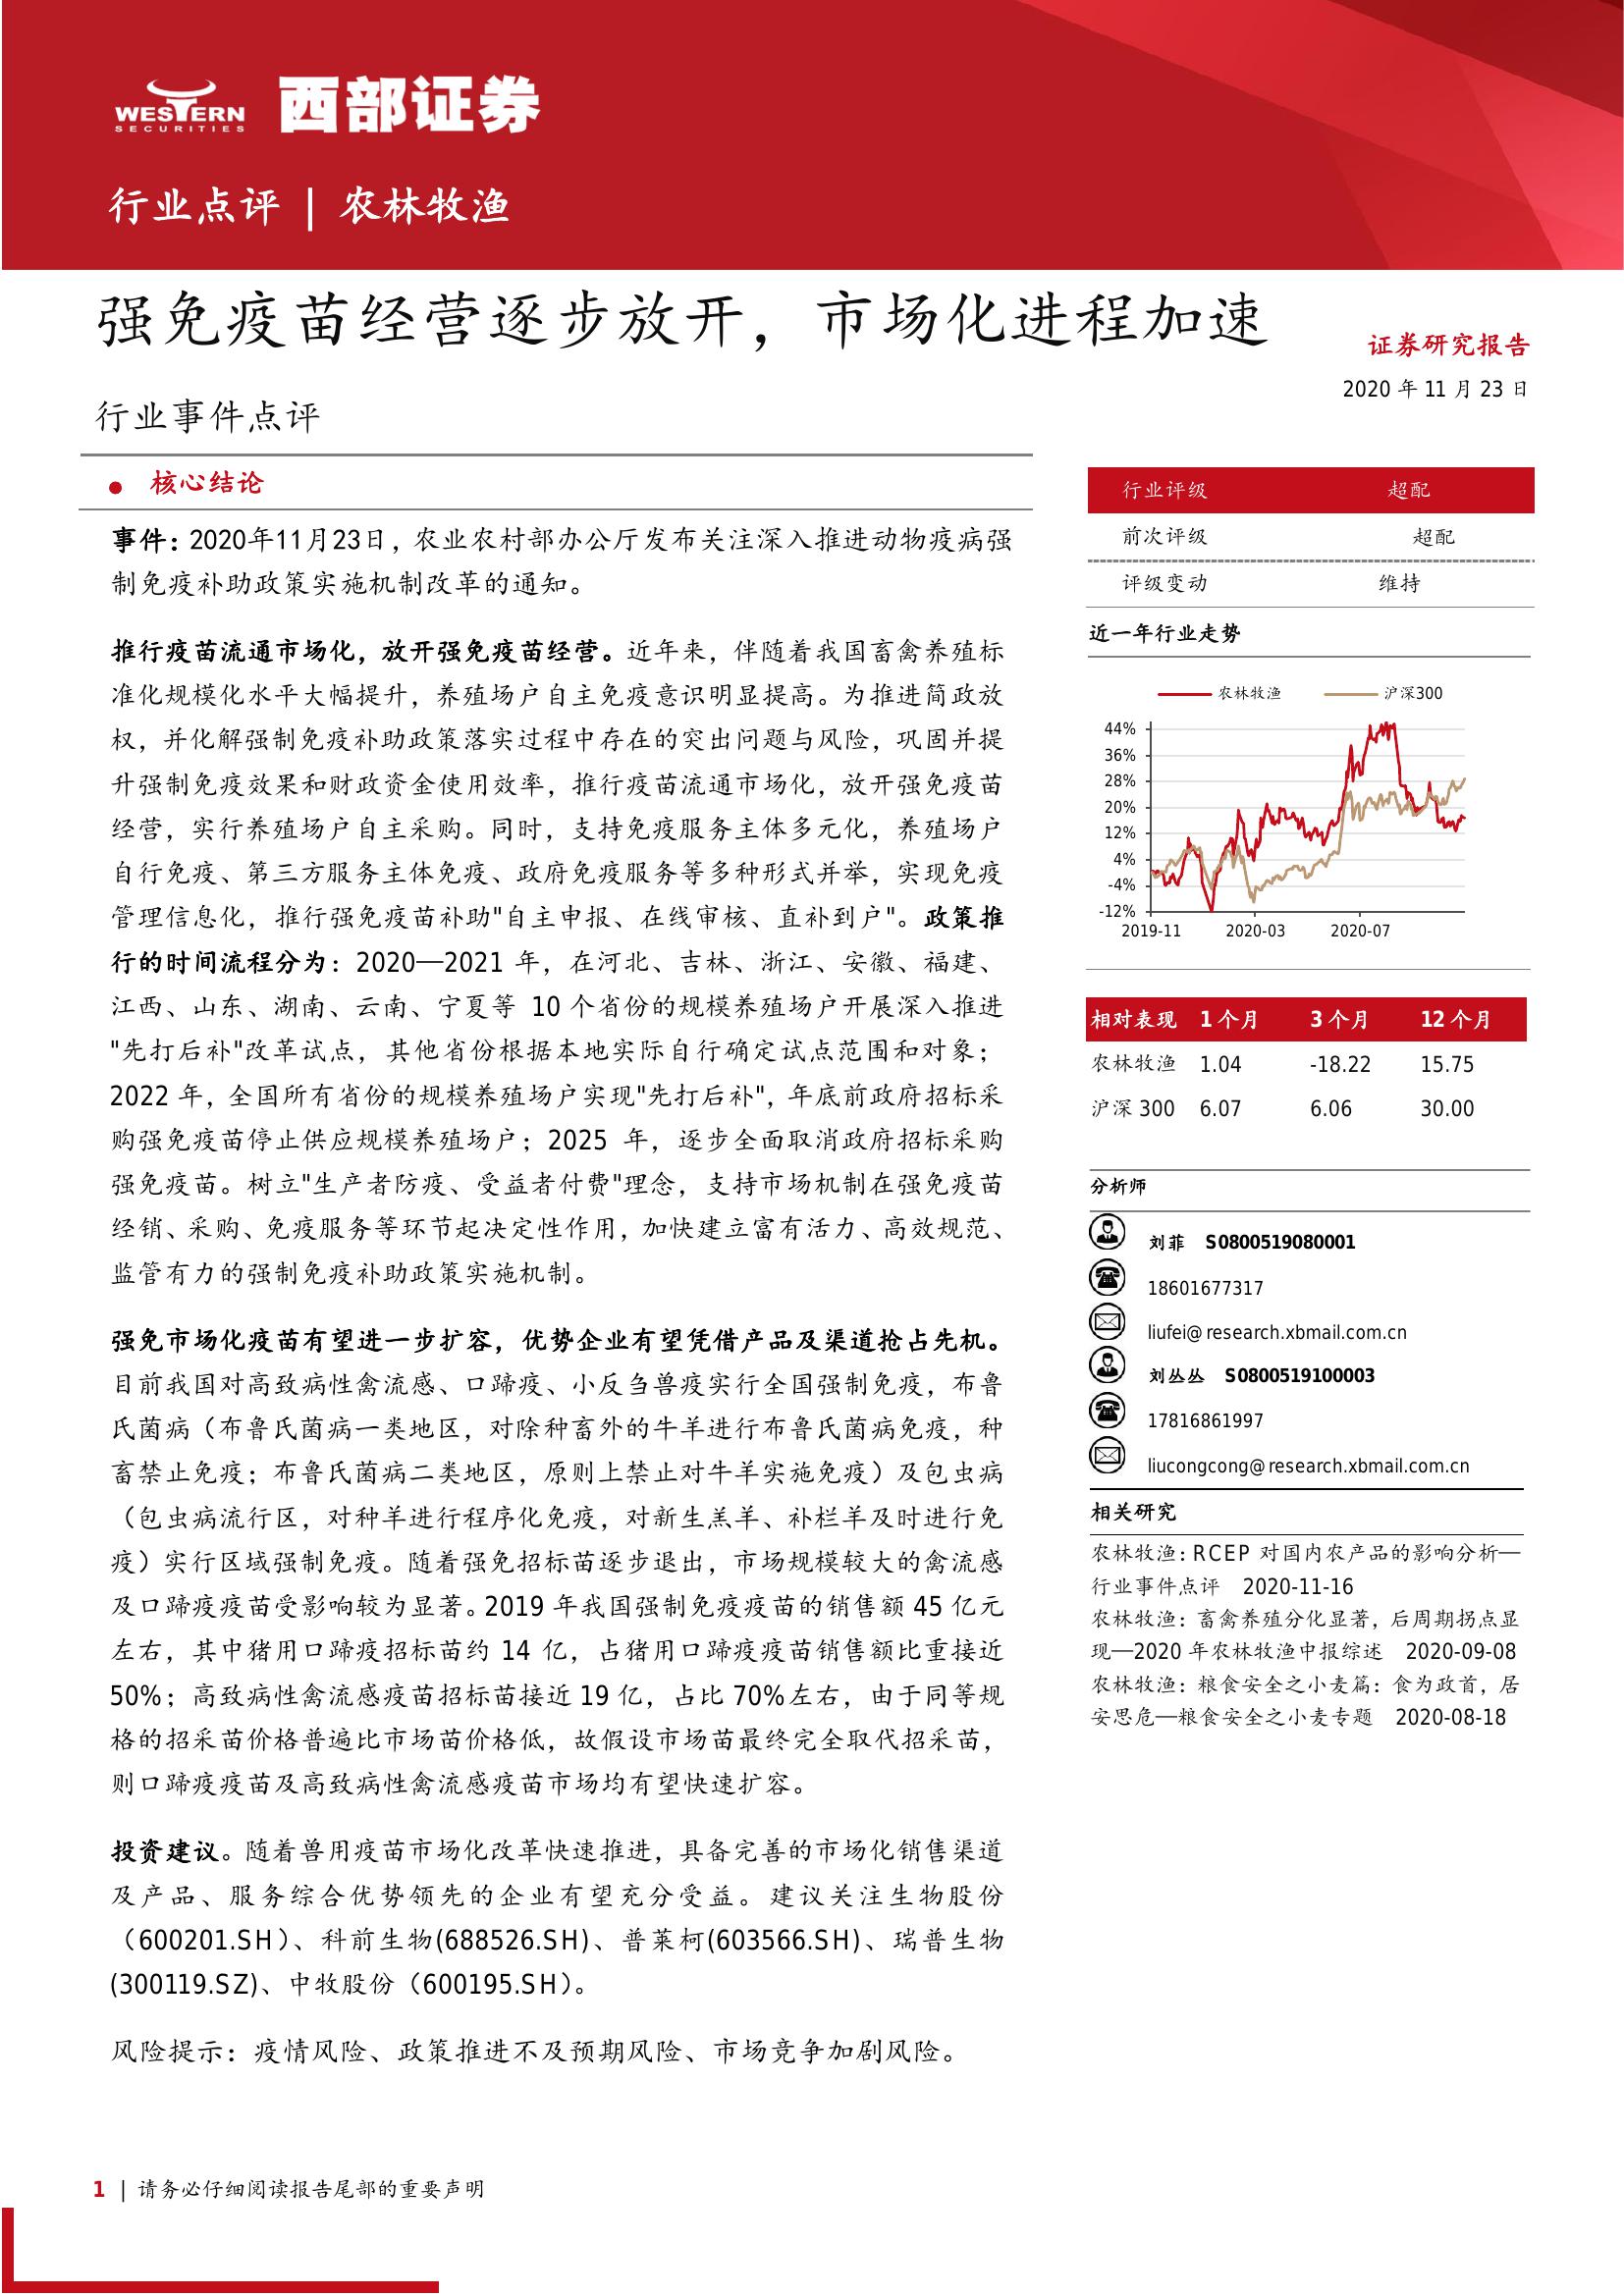 WESTERN
SECURITIES
西部证券
行业点评 | 农林牧渔
强免疫苗经营逐步放开，市场化进程加速
证券研究报告
2020 年 11 月 23 日
行业事件点评
● 核心结论
事件：2020年11月23日，农业农村部办公厅发布关注深入推进动物疫病强
制免疫补助政策实施机制改革的通知。
推行疫苗流通市场化，放开强免疫苗经营。近年来，伴随着我国畜禽养殖标
准化规模化水平大幅提升，养殖场户自主免疫意识明显提高。为推进简政放
权，并化解强制免疫补助政策落实过程中存在的突出问题与风险，巩固并提
升强制免疫效果和财政资金使用效率，推行疫苗流通市场化，放开强免疫苗
经营，实行养殖场户自主采购。同时，支持免疫服务主体多元化，养殖场户
自行免疫、第三方服务主体免疫、政府免疫服务等多种形式并举，实现免疫
管理信息化，推行强免疫苗补助"自主申报、在线审核、直补到户"。政策推
行的时间流程分为：2020—2021 年，在河北、吉林、浙江、安徽、福建、
江西、山东、湖南、云南、宁夏等 10 个省份的规模养殖场户开展深入推进
"先打后补"改革试点，其他省份根据本地实际自行确定试点范围和对象；
2022 年，全国所有省份的规模养殖场户实现"先打后补"，年底前政府招标采
购强免疫苗停止供应规模养殖场户；2025 年，逐步全面取消政府招标采购
强免疫苗。树立"生产者防疫、受益者付费"理念，支持市场机制在强免疫苗
经销、采购、免疫服务等环节起决定性作用，加快建立富有活力、高效规范、
监管有力的强制免疫补助政策实施机制。
强免市场化疫苗有望进一步扩容，优势企业有望凭借产品及渠道抢占先机。
目前我国对高致病性禽流感、口蹄疫、小反刍兽疫实行全国强制免疫，布鲁
氏菌病（布鲁氏菌病一类地区，对除种畜外的牛羊进行布鲁氏菌病免疫，种
畜禁止免疫；布鲁氏菌病二类地区，原则上禁止对牛羊实施免疫）及包虫病
（包虫病流行区，对种羊进行程序化免疫，对新生羔羊、补栏羊及时进行免
疫）实行区域强制免疫。随着强免招标苗逐步退出，市场规模较大的禽流感
及口蹄疫疫苗受影响较为显著。2019 年我国强制免疫疫苗的销售额 45 亿元
左右，其中猪用口蹄疫招标苗约 14 亿，占猪用口蹄疫疫苗销售额比重接近
50%；高致病性禽流感疫苗招标苗接近 19 亿，占比 70%左右，由于同等规
格的招采苗价格普遍比市场苗价格低，故假设市场苗最终完全取代招采苗，
则口蹄疫疫苗及高致病性禽流感疫苗市场均有望快速扩容。
投资建议。随着兽用疫苗市场化改革快速推进，具备完善的市场化销售渠道
及产品、服务综合优势领先的企业有望充分受益。建议关注生物股份
（600201.SH）、科前生物(688526.SH)、普莱柯(603566.SH)、瑞普生物
(300119.SZ)、中牧股份（600195.SH）。
风险提示：疫情风险、政策推进不及预期风险、市场竞争加剧风险。
行业评级 超配
前次评级 超配
评级变动 维持
近一年行业走势
农林牧渔 沪深300
44%
36%
28%
20%
12%
4%
-4%
-12%
2019-11 2020-03 2020-07
相对表现 1 个月 3 个月 12 个月
农林牧渔 1.04 -18.22 15.75
沪深 300 6.07 6.06 30.00
分析师
刘菲 S0800519080001
18601677317
liufei@research.xbmail.com.cn
刘丛丛 S0800519100003
17816861997
liucongcong@research.xbmail.com.cn
相关研究
农林牧渔：RCEP 对国内农产品的影响分析—
行业事件点评 2020-11-16
农林牧渔：畜禽养殖分化显著，后周期拐点显
现—2020 年农林牧渔中报综述 2020-09-08
农林牧渔：粮食安全之小麦篇：食为政首，居
安思危—粮食安全之小麦专题 2020-08-18
1 | 请务必仔细阅读报告尾部的重要声明